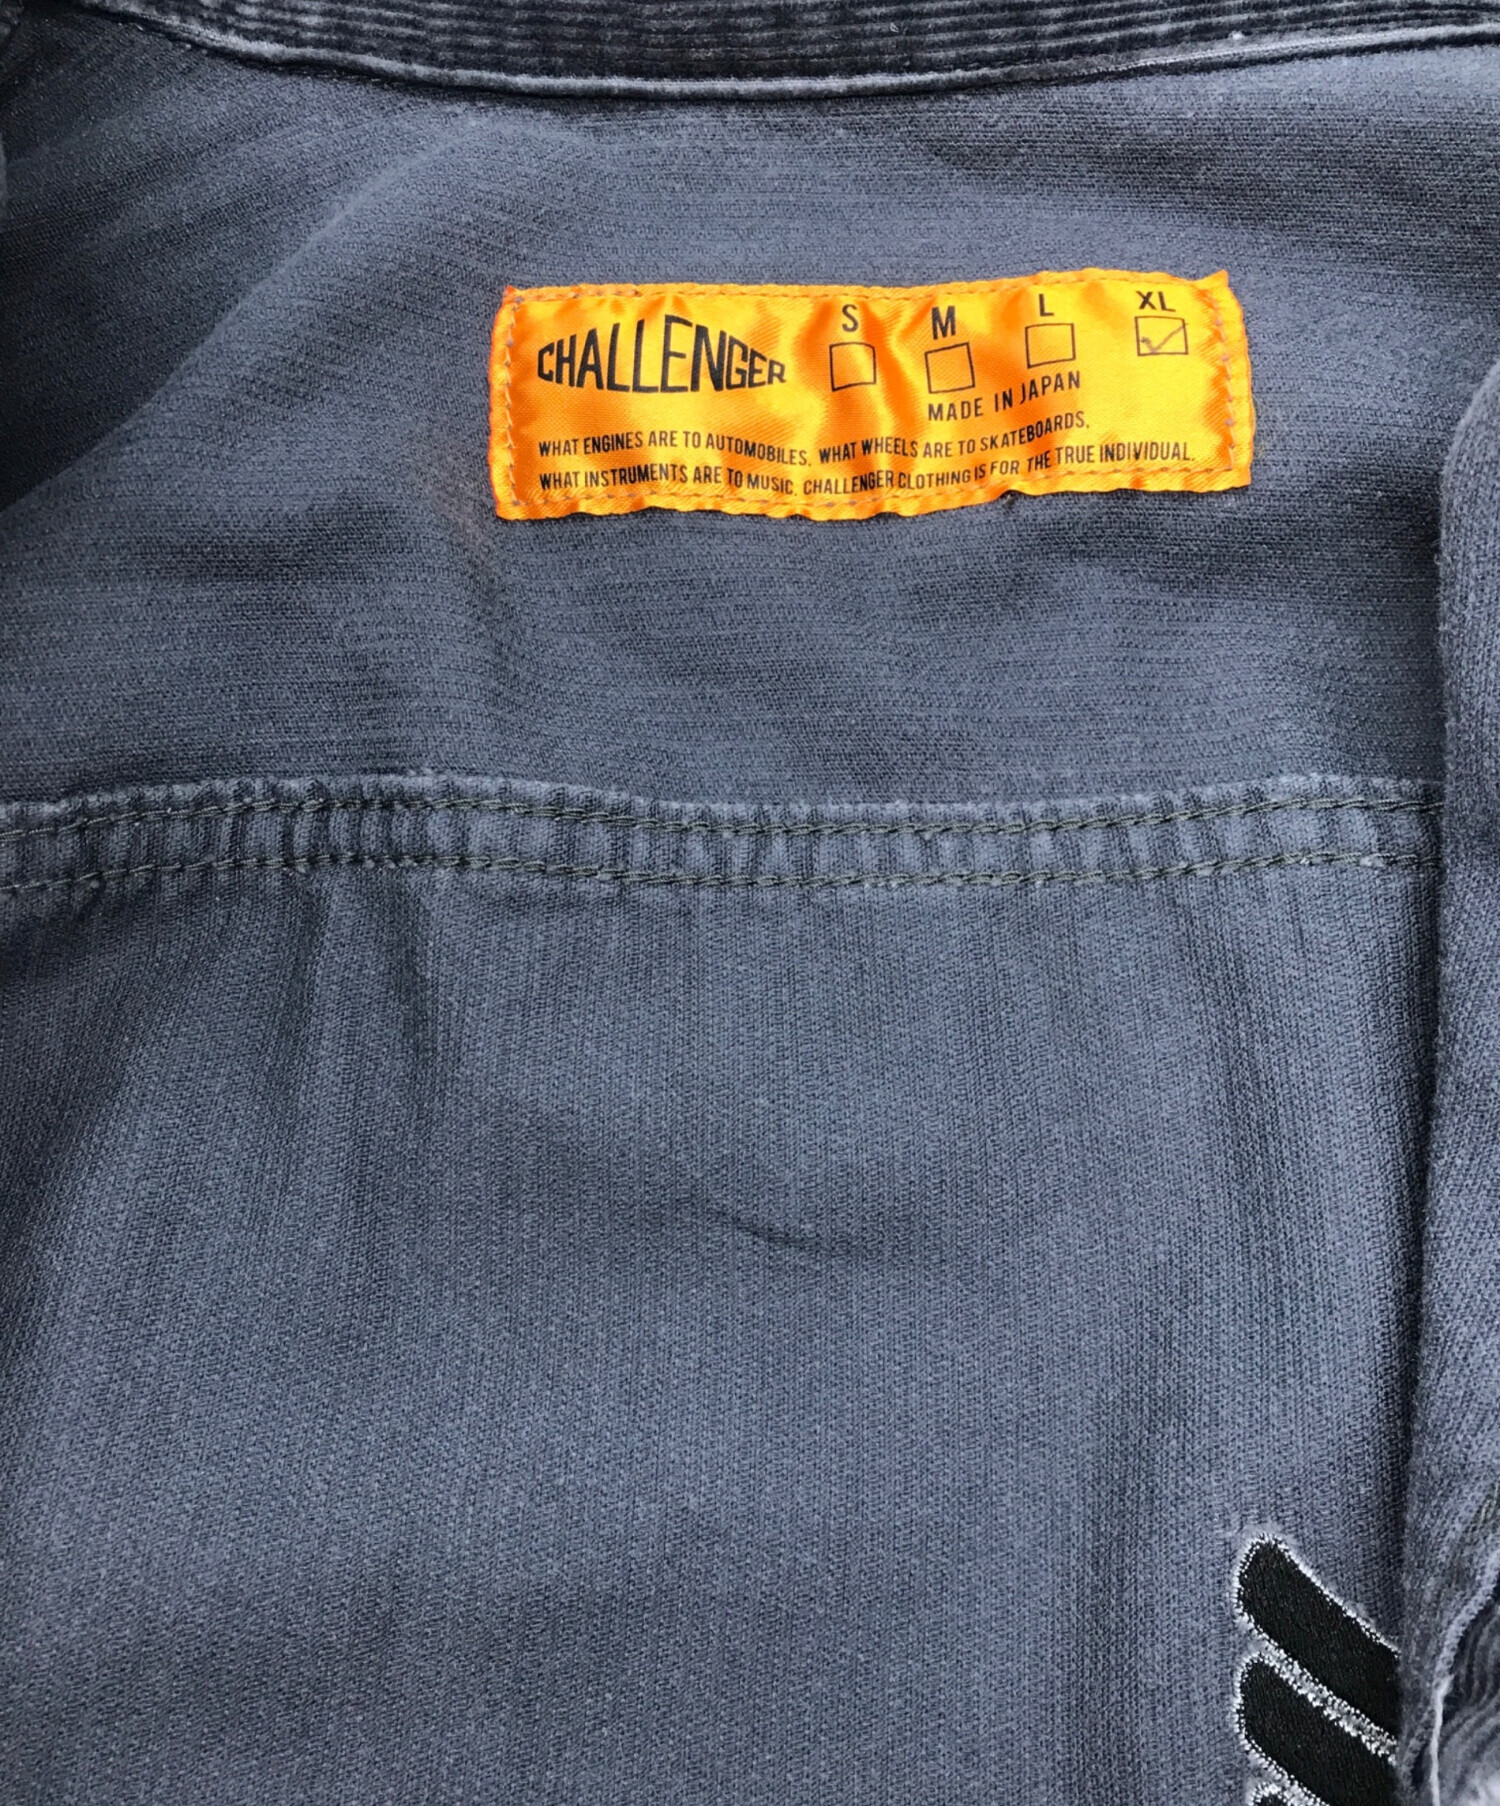 CHALLENGER S M L XL
MADE IN JAPAN
WHAT ENGINES ARE TO AUTOMOBILES, WHAT WHEELS ARE TO SKATEBOARDS,
WHAT INSTRUMENTS ARE TO MUSIC, CHALLENGER CLOTHING IS FOR THE TRUE INDIVIDUAL.